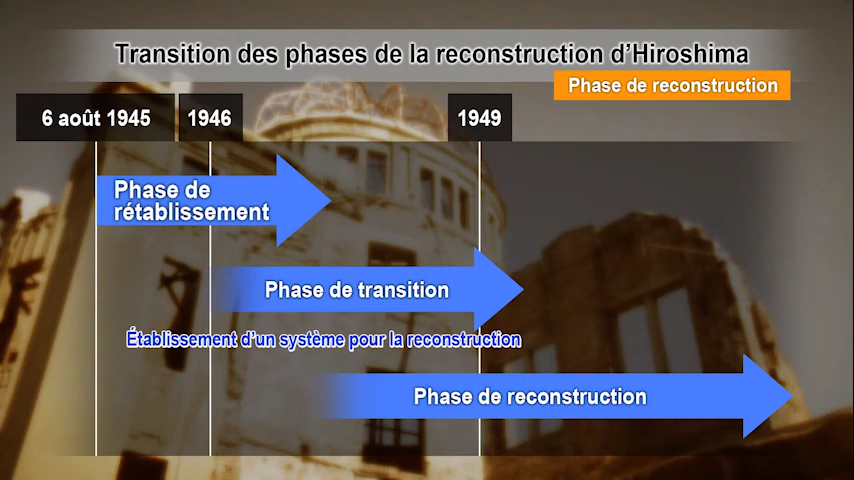 Transition des phases de la reconstruction d’Hiroshima
Phase de reconstruction
6 août 1945
1946
1949
Phase de
rétablissement
Phase de transition
Établissement d’un système pour la reconstruction
Phase de reconstruction